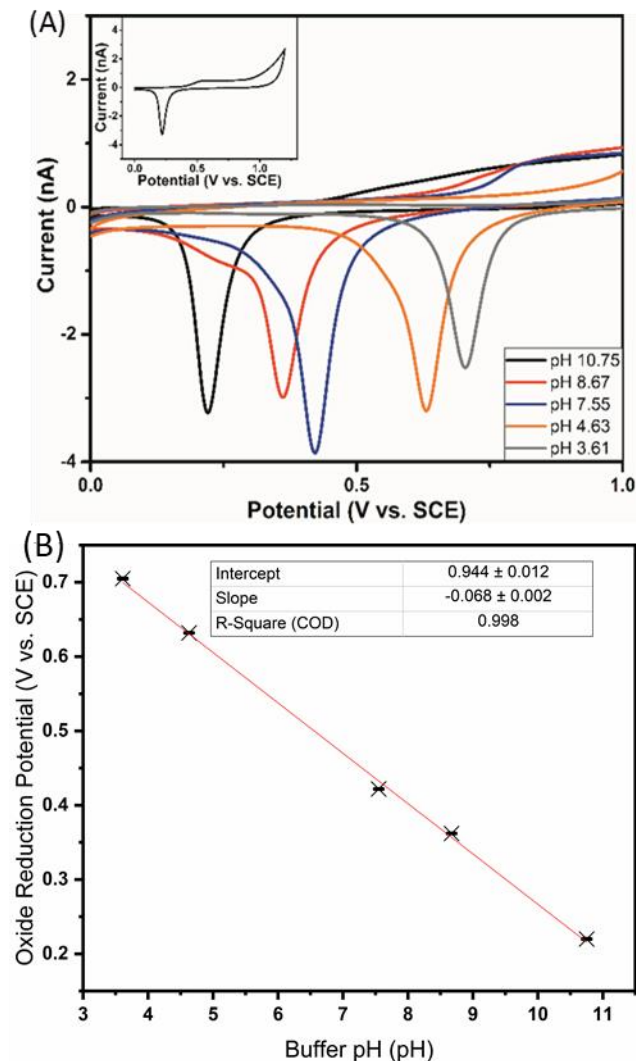 (A)
4
2
0
-2
-4
Current (nA)
0.0 0.5 1.0
Potential (V vs. SCE)
2
0
-2
-4
Current (nA)
pH 10.75
pH 8.67
pH 7.55
pH 4.63
pH 3.61
0.0 0.5 1.0
Potential (V vs. SCE)
(B)
Oxide Reduction Potential (V vs. SCE)
0.7
0.6
0.5
0.4
0.3
0.2
Intercept 0.944 ± 0.012
Slope -0.068 ± 0.002
R-Square (COD) 0.998
3 4 5 6 7 8 9 10 11
Buffer pH (pH)